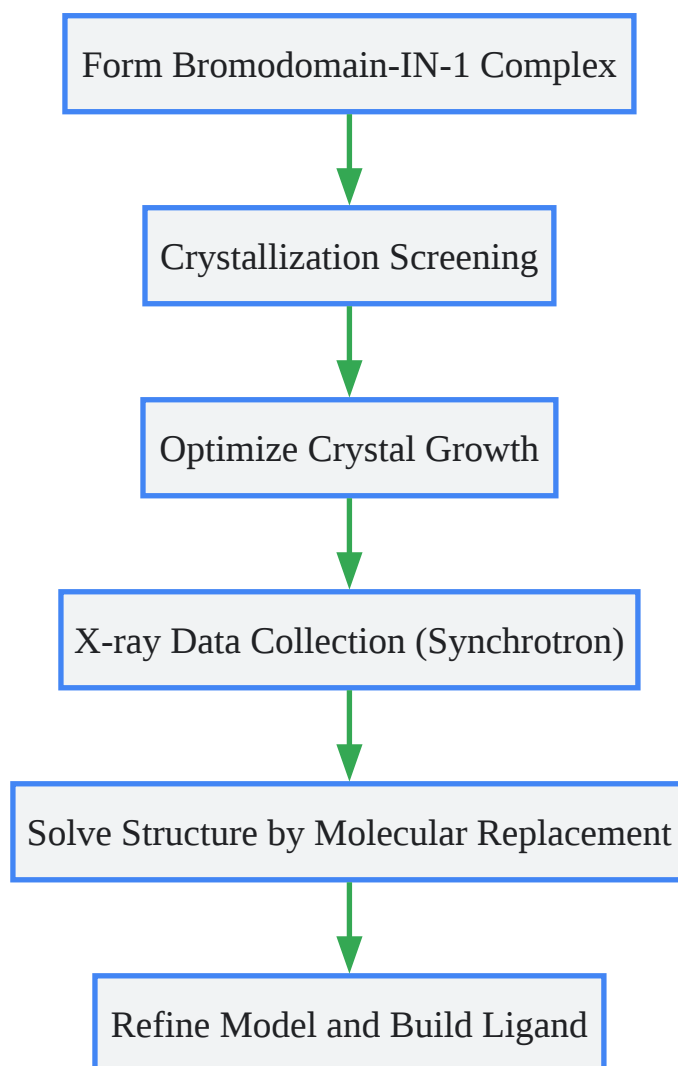 Form Bromodomain-IN-1 Complex
Crystallization Screening
Optimize Crystal Growth
X-ray Data Collection (Synchrotron)
Solve Structure by Molecular Replacement
Refine Model and Build Ligand